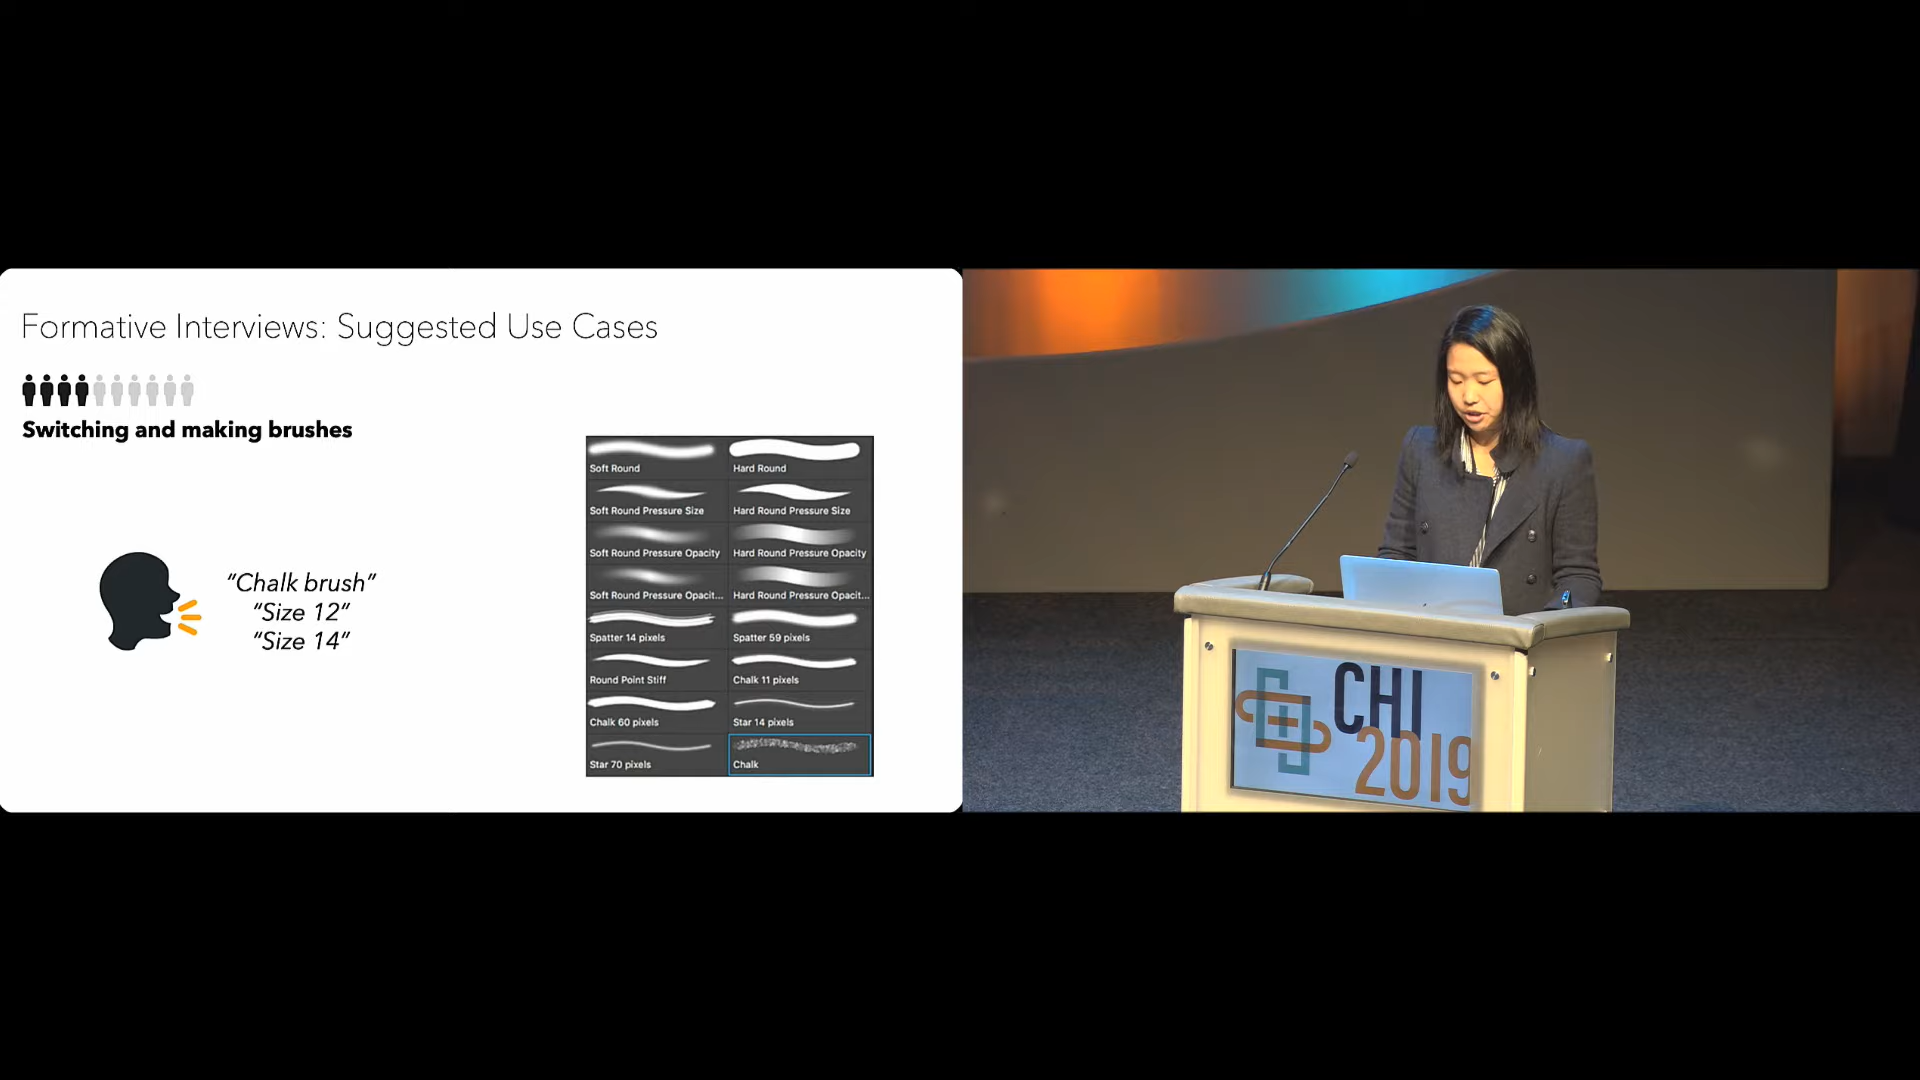 Formative Interviews: Suggested Use Cases
Switching and making brushes
“Chalk brush”
“Size 12”
“Size 14”
Soft Round
Hard Round
Soft Round Pressure Size
Hard Round Pressure Size
Soft Round Pressure Opacity
Hard Round Pressure Opacity
Soft Round Pressure Opacit...
Hard Round Pressure Opacit...
Spatter 14 pixels
Spatter 59 pixels
Round Point Stiff
Chalk 11 pixels
Chalk 60 pixels
Star 14 pixels
Star 70 pixels
Chalk
CHI
2019